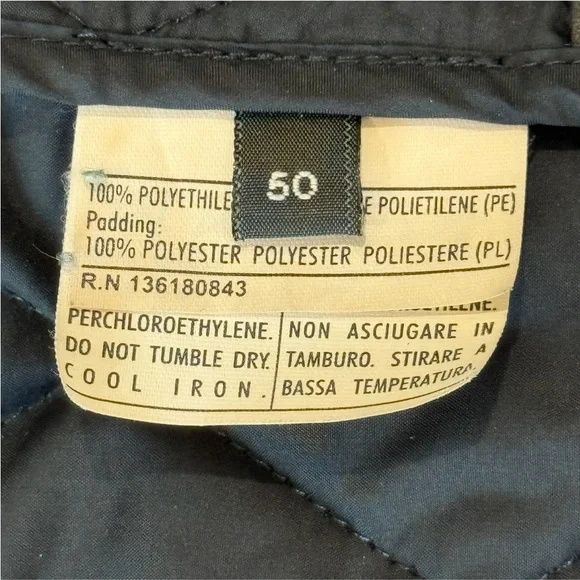 50
100% POLYETHILE E POLIETILENE (PE)
Padding:
100% POLYESTER POLYESTER POLIESTERE (PL)
R.N 136180843
PERCHLOROETHYLENE.
DO NOT TUMBLE DRY.
COOL IRON.
NON ASCIUGARE IN
TAMBURO. STIRARE A
BASSA TEMPERATURA.